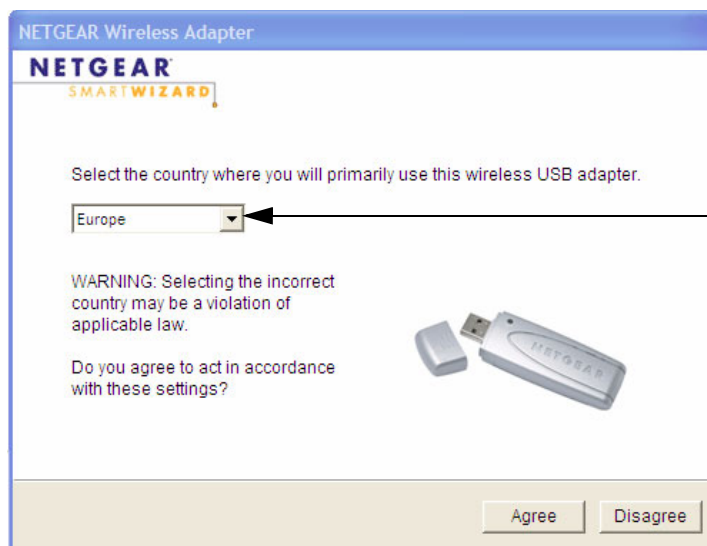 NETGEAR Wireless Adapter
NETGEAR
SMARTWIZARD
Select the country where you will primarily use this wireless USB adapter.
Europe
WARNING: Selecting the incorrect
country may be a violation of
applicable law.
Do you agree to act in accordance
with these settings?
NETGEAR
Agree
Disagree